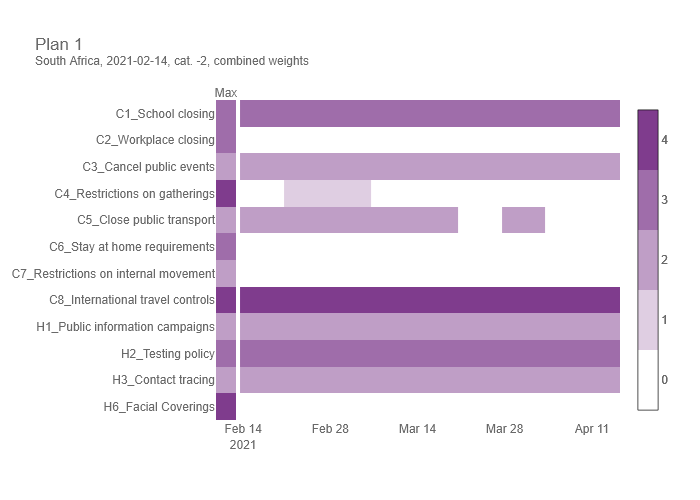 Plan 1
South Africa, 2021-02-14, cat. -2, combined weights
Max
C1_School closing
C2_Workplace closing
C3_Cancel public events
C4_Restrictions on gatherings
C5_Close public transport
C6_Stay at home requirements
C7_Restrictions on internal movement
C8_International travel controls
H1_Public information campaigns
H2_Testing policy
H3_Contact tracing
H6_Facial Coverings
Feb 14
2021
Feb 28
Mar 14
Mar 28
Apr 11
4
3
2
1
0